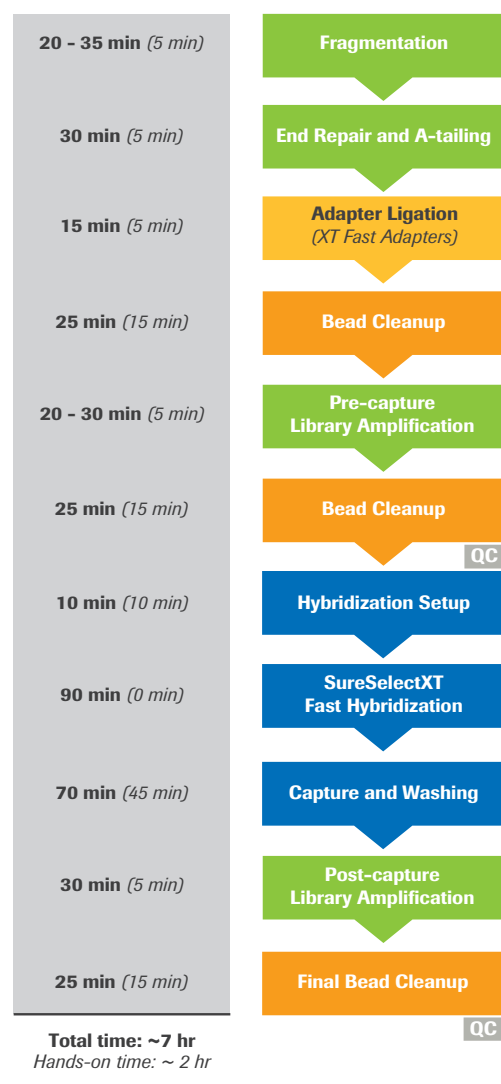 20 - 35 min (5 min)
Fragmentation
30 min (5 min)
End Repair and A-tailing
15 min (5 min)
Adapter Ligation
(XT Fast Adapters)
25 min (15 min)
Bead Cleanup
20 - 30 min (5 min)
Pre-capture
Library Amplification
25 min (15 min)
Bead Cleanup
QC
10 min (10 min)
Hybridization Setup
90 min (0 min)
SureSelectXT
Fast Hybridization
70 min (45 min)
Capture and Washing
30 min (5 min)
Post-capture
Library Amplification
25 min (15 min)
Final Bead Cleanup
QC
Total time: ~7 hr
Hands-on time: ~ 2 hr